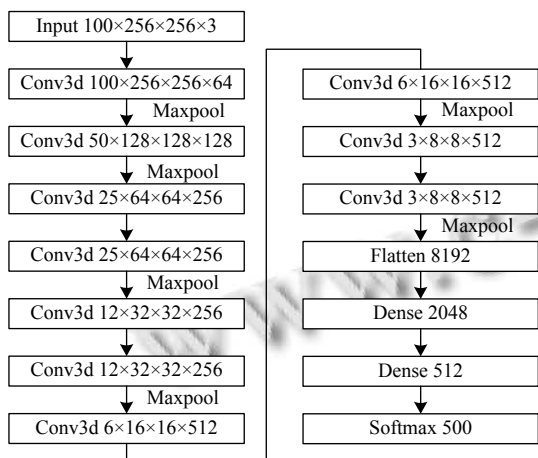 Input 100×256×256×3
Conv3d 100×256×256×64
Maxpool
Conv3d 50×128×128×128
Maxpool
Conv3d 25×64×64×256
Conv3d 25×64×64×256
Maxpool
Conv3d 12×32×32×256
Conv3d 12×32×32×256
Maxpool
Conv3d 6×16×16×512
Conv3d 6×16×16×512
Maxpool
Conv3d 3×8×8×512
Conv3d 3×8×8×512
Maxpool
Flatten 8192
Dense 2048
Dense 512
Softmax 500